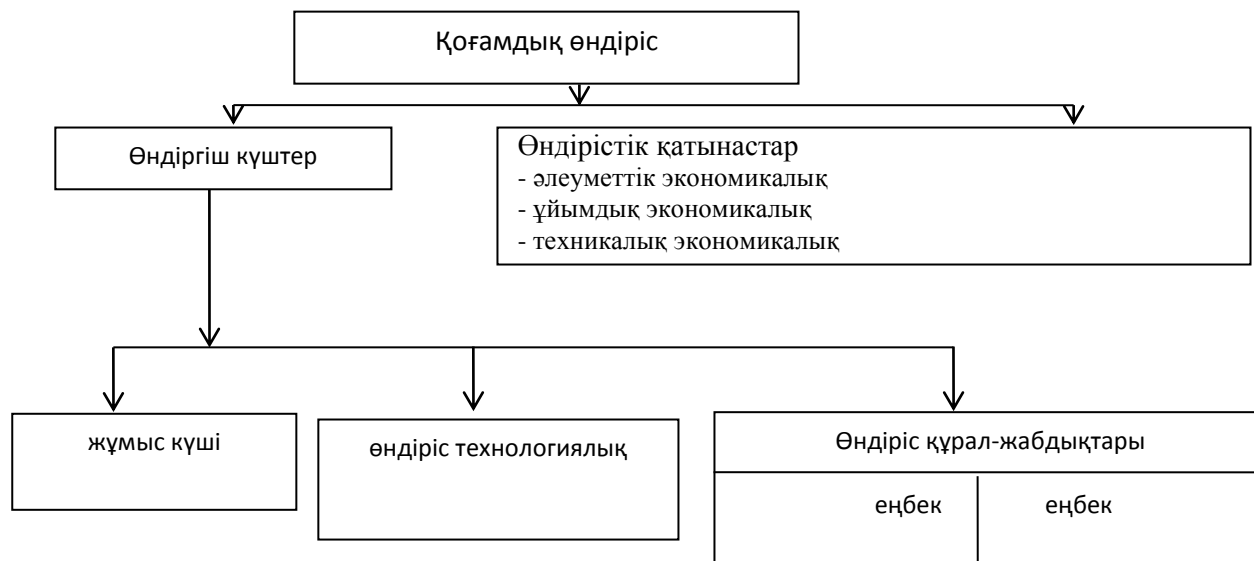 Қоғамдық өндіріс
Өндіргіш күштер
Өндірістік қатынастар
- әлеуметтік экономикалық
- ұйымдық экономикалық
- техникалық экономикалық
жұмыс күші
өндіріс технологиялық
Өндіріс құрал-жабдықтары
еңбек
еңбек